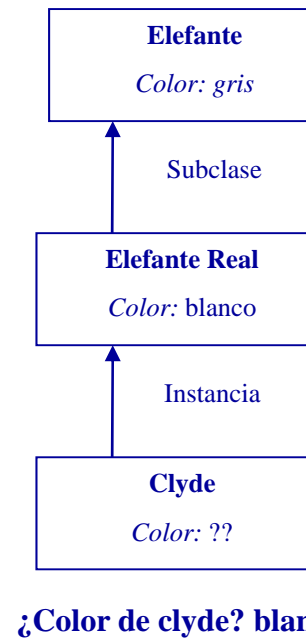 Elefante
Color: gris
Subclase
Elefante Real
Color: blanco
Instancia
Clyde
Color: ??
¿Color de clyde?